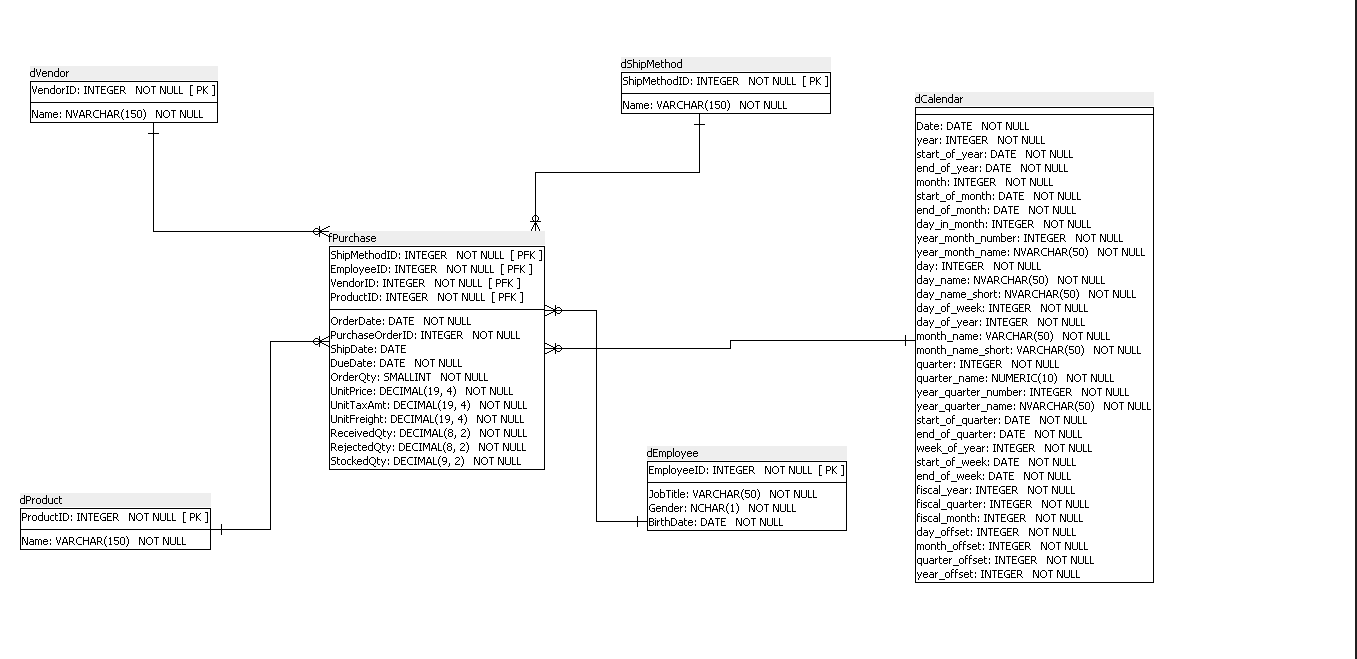 dVendor
VendorID: INTEGER NOT NULL [ PK ]
Name: NVARCHAR(150) NOT NULL
dShipMethod
ShipMethodID: INTEGER NOT NULL [ PK ]
Name: VARCHAR(150) NOT NULL
dCalendar
Date: DATE NOT NULL
year: INTEGER NOT NULL
start_of_year: DATE NOT NULL
end_of_year: DATE NOT NULL
month: INTEGER NOT NULL
start_of_month: DATE NOT NULL
end_of_month: DATE NOT NULL
day_in_month: INTEGER NOT NULL
year_month_number: INTEGER NOT NULL
year_month_name: NVARCHAR(50) NOT NULL
day: INTEGER NOT NULL
day_name: NVARCHAR(50) NOT NULL
day_name_short: NVARCHAR(50) NOT NULL
day_of_week: INTEGER NOT NULL
day_of_year: INTEGER NOT NULL
month_name: VARCHAR(50) NOT NULL
month_name_short: VARCHAR(50) NOT NULL
quarter: INTEGER NOT NULL
quarter_name: NUMERIC(10) NOT NULL
year_quarter_number: INTEGER NOT NULL
year_quarter_name: NVARCHAR(50) NOT NULL
start_of_quarter: DATE NOT NULL
end_of_quarter: DATE NOT NULL
week_of_year: INTEGER NOT NULL
start_of_week: DATE NOT NULL
end_of_week: DATE NOT NULL
fiscal_year: INTEGER NOT NULL
fiscal_quarter: INTEGER NOT NULL
fiscal_month: INTEGER NOT NULL
day_offset: INTEGER NOT NULL
month_offset: INTEGER NOT NULL
quarter_offset: INTEGER NOT NULL
year_offset: INTEGER NOT NULL
fPurchase
ShipMethodID: INTEGER NOT NULL [ PFK ]
EmployeeID: INTEGER NOT NULL [ PFK ]
VendorID: INTEGER NOT NULL [ PFK ]
ProductID: INTEGER NOT NULL [ PFK ]
OrderDate: DATE NOT NULL
PurchaseOrderID: INTEGER NOT NULL
ShipDate: DATE
DueDate: DATE NOT NULL
OrderQty: SMALLINT NOT NULL
UnitPrice: DECIMAL(19, 4) NOT NULL
UnitTaxAmt: DECIMAL(19, 4) NOT NULL
UnitFreight: DECIMAL(19, 4) NOT NULL
ReceivedQty: DECIMAL(8, 2) NOT NULL
RejectedQty: DECIMAL(8, 2) NOT NULL
StockedQty: DECIMAL(9, 2) NOT NULL
dEmployee
EmployeeID: INTEGER NOT NULL [ PK ]
JobTitle: VARCHAR(50) NOT NULL
Gender: NCHAR(1) NOT NULL
BirthDate: DATE NOT NULL
dProduct
ProductID: INTEGER NOT NULL [ PK ]
Name: VARCHAR(150) NOT NULL